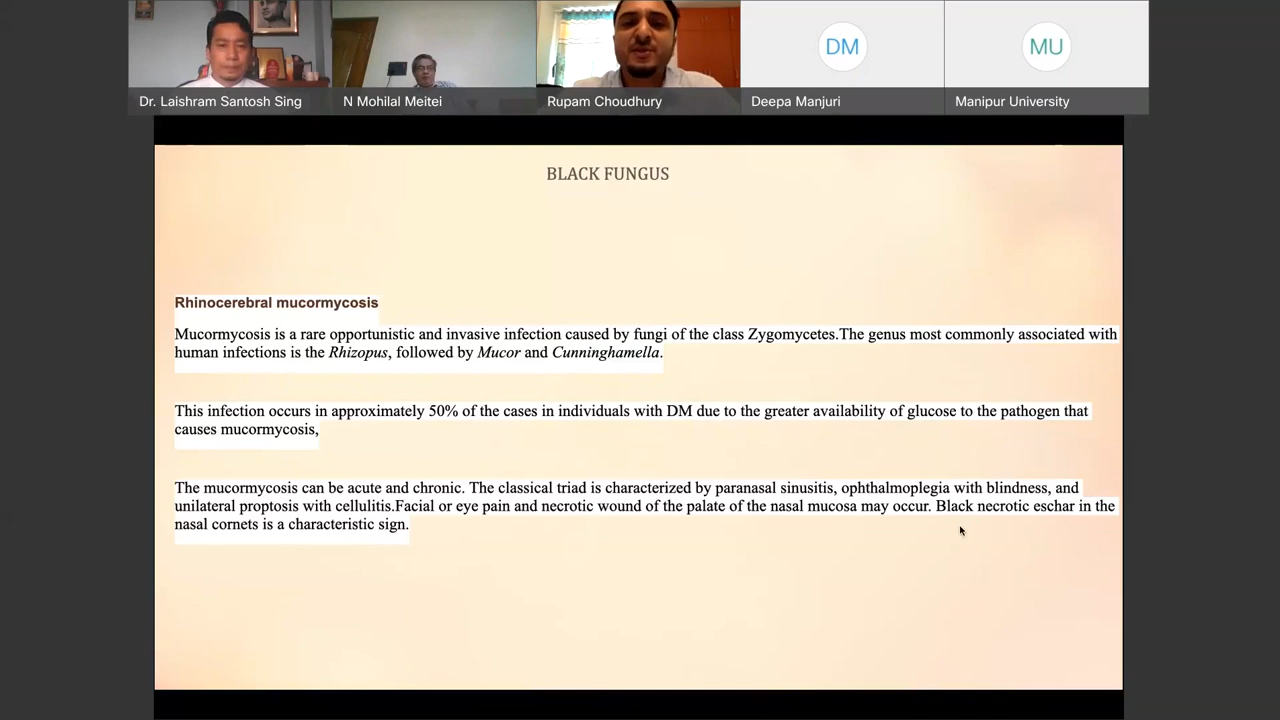 DM
MU
Dr. Laishram Santosh Sing
N Mohilal Meitei
Rupam Choudhury
Deepa Manjuri
Manipur University
BLACK FUNGUS
Rhinocerebral mucormycosis
Mucormycosis is a rare opportunistic and invasive infection caused by fungi of the class Zygomycetes.The genus most commonly associated with
human infections is the Rhizopus, followed by Mucor and Cunninghamella.
This infection occurs in approximately 50% of the cases in individuals with DM due to the greater availability of glucose to the pathogen that
causes mucormycosis,
The mucormycosis can be acute and chronic. The classical triad is characterized by paranasal sinusitis, ophthalmoplegia with blindness, and
unilateral proptosis with cellulitis.Facial or eye pain and necrotic wound of the palate of the nasal mucosa may occur. Black necrotic eschar in the
nasal cornets is a characteristic sign.